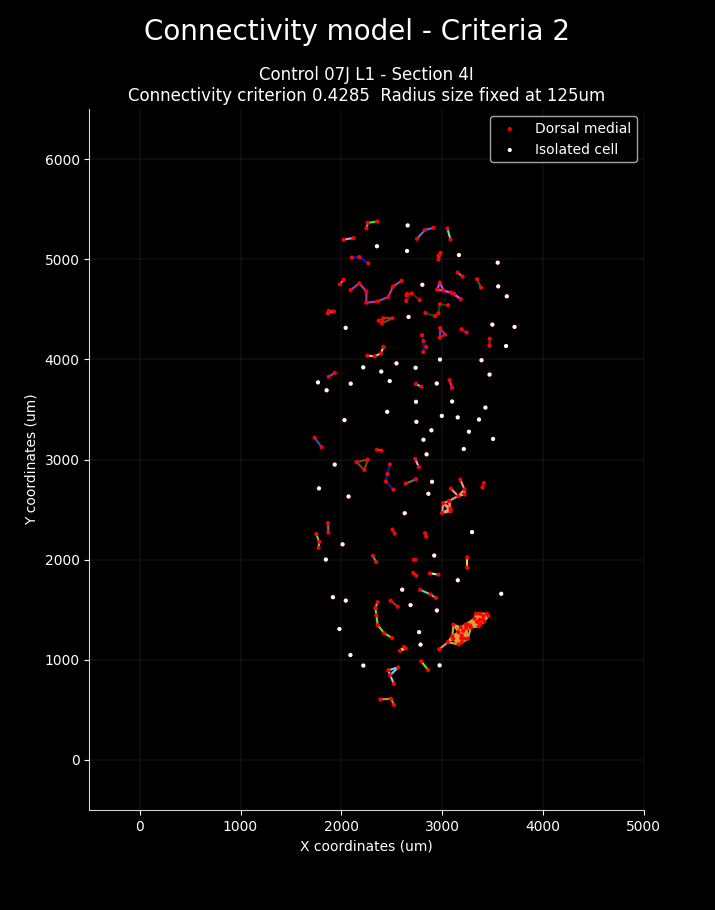 Connectivity model - Criteria 2
Control 07J L1 - Section 4I
Connectivity criterion 0.4285  Radius size fixed at 125um
Dorsal medial
Isolated cell
Y coordinates (um)
6000
5000
4000
3000
2000
1000
0
0 1000 2000 3000 4000 5000
X coordinates (um)